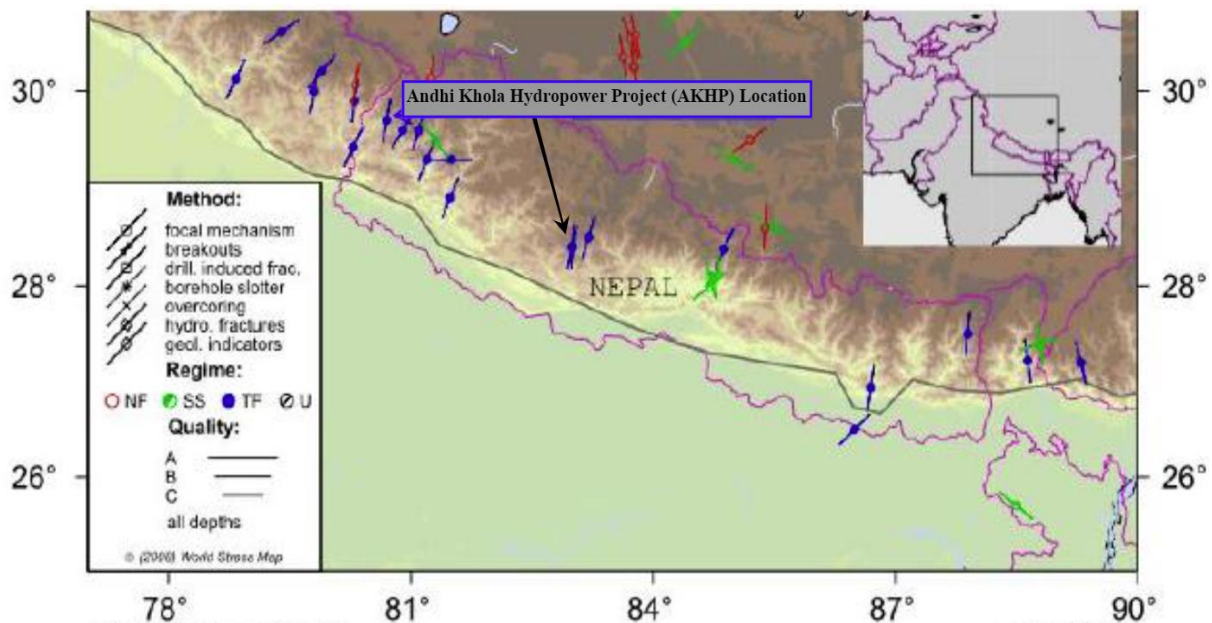 30°
30°
Andhi Khola Hydropower Project (AKHP) Location
Method:
focal mechanism
breakouts
drill. induced frac.
borehole slotter
overcoring
hydro. fractures
geol. indicators
Regime:
NF SS TF U
Quality:
A
B
C
all depths
© (2008) World Stress Map
NEPAL
28°
28°
26°
26°
78° 81° 84° 87° 90°